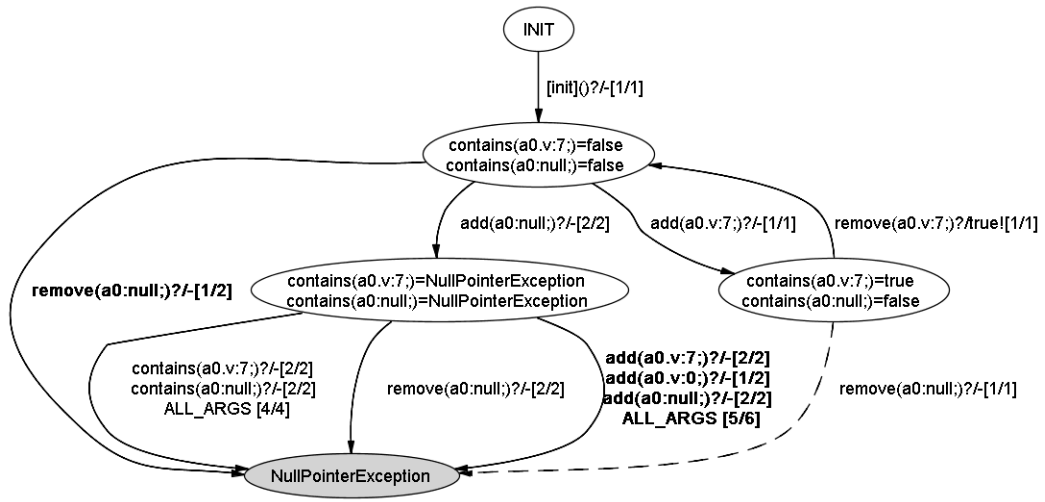 INIT
[init]()?/-[1/1]
contains(a0.v:7;)=false
contains(a0:null;)=false
add(a0:null;)?/-[2/2]
add(a0.v:7;)?/-[1/1]
remove(a0.v:7;)?/true![1/1]
remove(a0:null;)?/-[1/2]
contains(a0.v:7;)=NullPointerException
contains(a0:null;)=NullPointerException
contains(a0.v:7;)=true
contains(a0:null;)=false
contains(a0.v:7;)?/-[2/2]
contains(a0:null;)?/-[2/2]
ALL_ARGS [4/4]
remove(a0:null;)?/-[2/2]
add(a0.v:7;)?/-[2/2]
add(a0.v:0;)?/-[1/2]
add(a0:null;)?/-[2/2]
ALL_ARGS [5/6]
remove(a0:null;)?/-[1/1]
NullPointerException